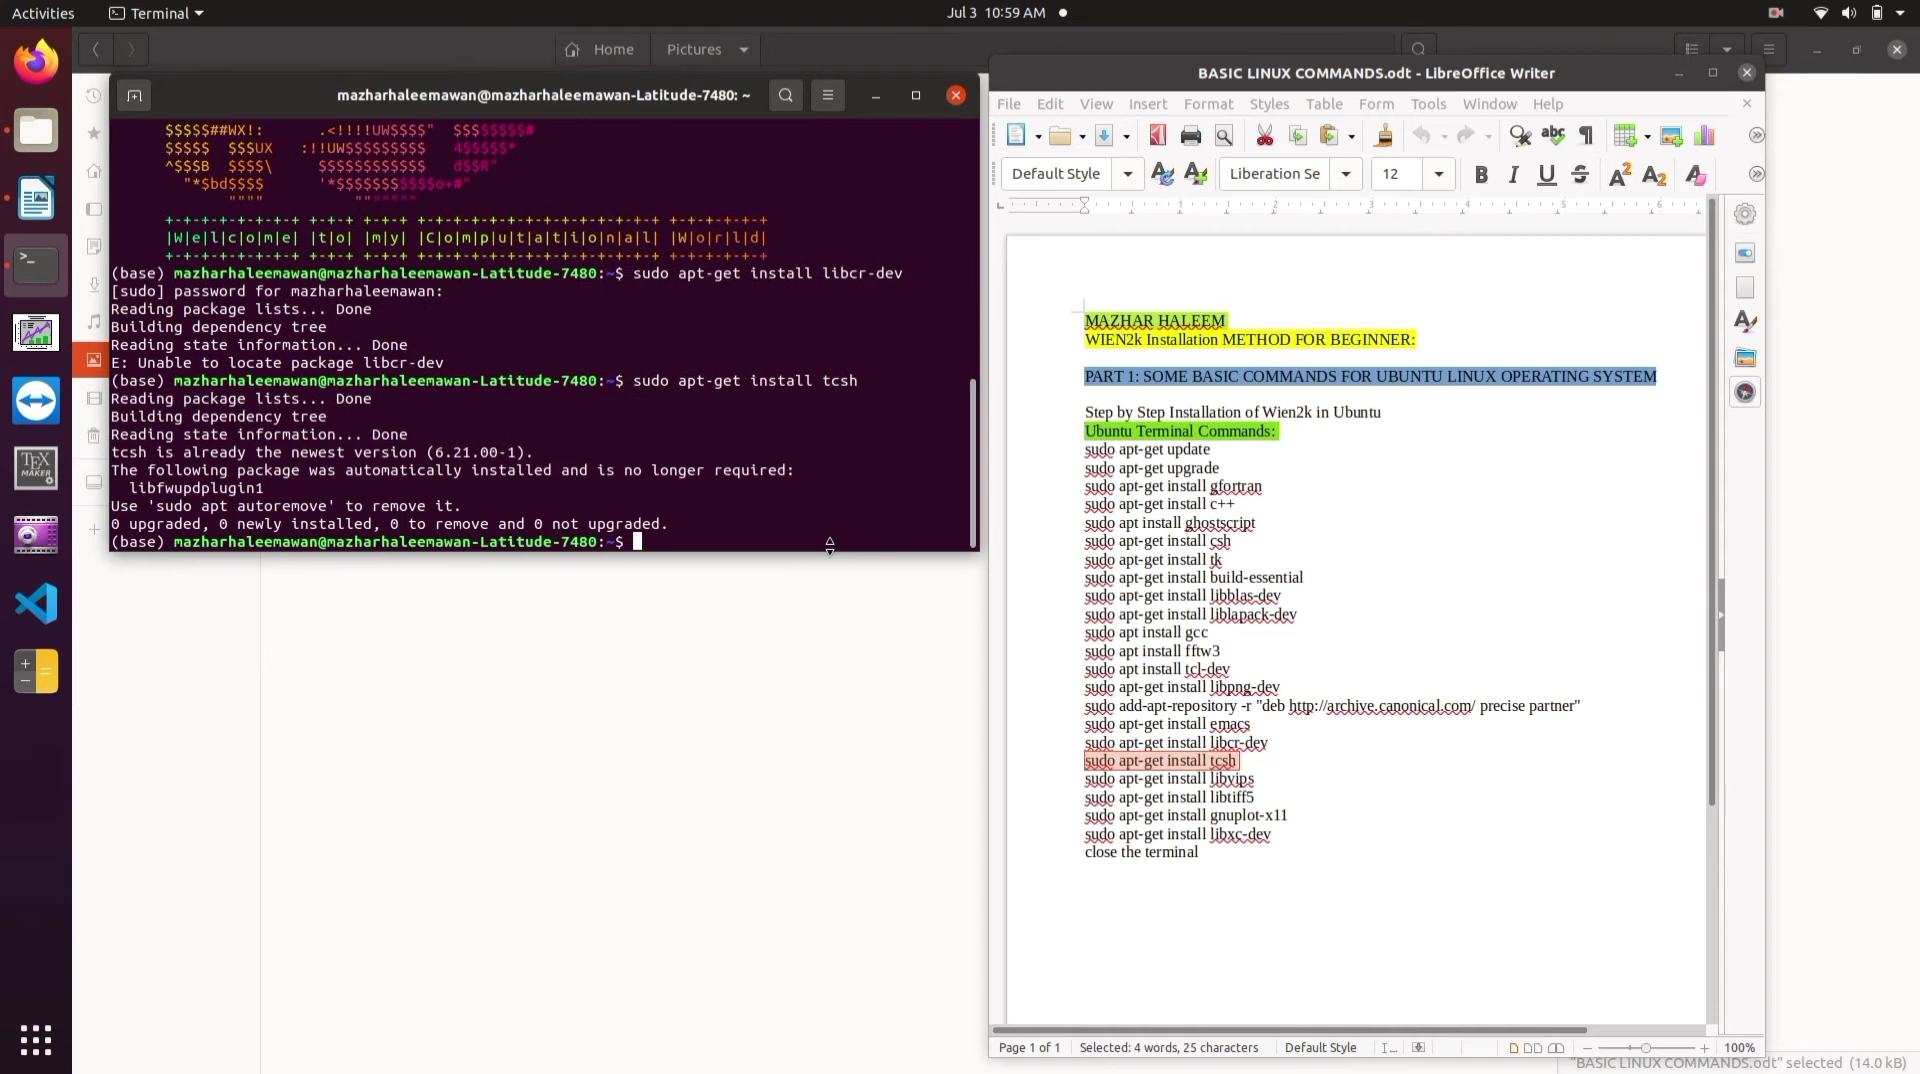 Activities
Terminal
Jul 3 10:59 AM
Home
Pictures
mazharhaleemawan@mazharhaleemawan-Latitude-7480: ~
$$$$$##WX!: .<!!!!UW$$$$" $$$$$$$$#
$$$$$ $$$UX :!!UW$$$$$$$$$ 4$$$$$*
^$$$B $$$$\ $$$$$$$$$$$$ d$$R"
"*$bd$$$$ '*$$$$$$$$$$$o+#"
"""" """""""
+-+-+-+-+-+-+-+ +-+-+ +-+-+ +-+-+-+-+-+-+-+-+-+-+-+-+-+ +-+-+-+-+-+
|W|e|l|c|o|m|e| |t|o| |m|y| |C|o|m|p|u|t|a|t|i|o|n|a|l| |W|o|r|l|d|
+-+-+-+-+-+-+-+ +-+-+ +-+-+ +-+-+-+-+-+-+-+-+-+-+-+-+-+ +-+-+-+-+-+
(base) mazharhaleemawan@mazharhaleemawan-Latitude-7480:~$ sudo apt-get install libcr-dev
[sudo] password for mazharhaleemawan:
Reading package lists... Done
Building dependency tree
Reading state information... Done
E: Unable to locate package libcr-dev
(base) mazharhaleemawan@mazharhaleemawan-Latitude-7480:~$ sudo apt-get install tcsh
Reading package lists... Done
Building dependency tree
Reading state information... Done
tcsh is already the newest version (6.21.00-1).
The following package was automatically installed and is no longer required:
libfwupdplugin1
Use 'sudo apt autoremove' to remove it.
0 upgraded, 0 newly installed, 0 to remove and 0 not upgraded.
(base) mazharhaleemawan@mazharhaleemawan-Latitude-7480:~$
BASIC LINUX COMMANDS.odt - LibreOffice Writer
File Edit View Insert Format Styles Table Form Tools Window Help
Default Style
Liberation Se
12
1 2 3 4 5 6
MAZHAR HALEEM
WIEN2k Installation METHOD FOR BEGINNER:
PART 1: SOME BASIC COMMANDS FOR UBUNTU LINUX OPERATING SYSTEM
Step by Step Installation of Wien2k in Ubuntu
Ubuntu Terminal Commands:
sudo apt-get update
sudo apt-get upgrade
sudo apt-get install gfortran
sudo apt-get install c++
sudo apt install ghostscript
sudo apt-get install csh
sudo apt-get install tk
sudo apt-get install build-essential
sudo apt-get install libblas-dev
sudo apt-get install liblapack-dev
sudo apt install gcc
sudo apt install fftw3
sudo apt install tcl-dev
sudo apt-get install libpng-dev
sudo add-apt-repository -r "deb http://archive.canonical.com/ precise partner"
sudo apt-get install emacs
sudo apt-get install libcr-dev
sudo apt-get install tcsh
sudo apt-get install libvips
sudo apt-get install libtiff5
sudo apt-get install gnuplot-x11
sudo apt-get install libxc-dev
close the terminal
Page 1 of 1
Selected: 4 words, 25 characters
Default Style
100%
"BASIC LINUX COMMANDS.odt" selected (14.0 kB)
TEX MAKER